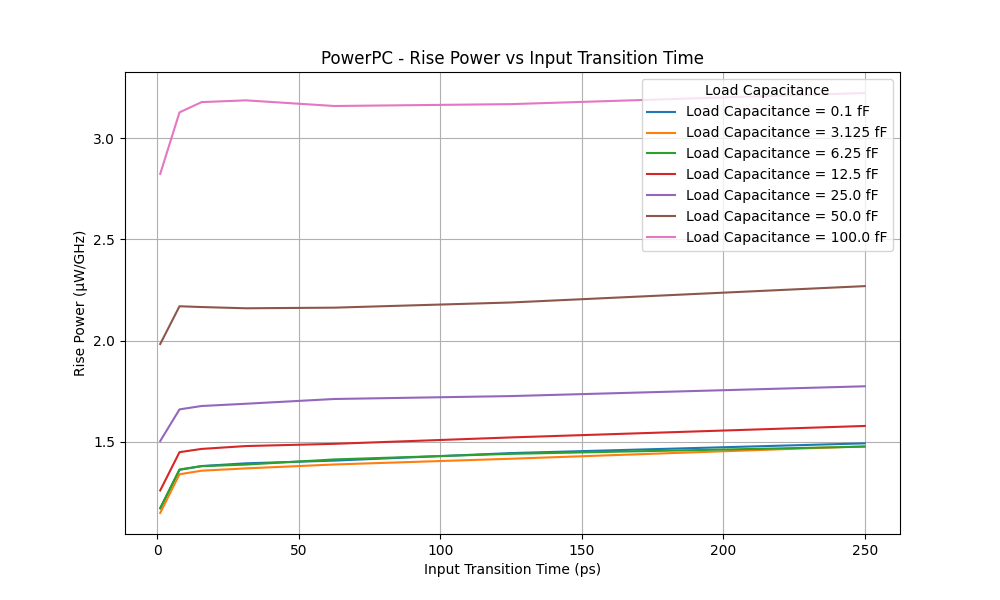 PowerPC - Rise Power vs Input Transition Time
Rise Power (μW/GHz)
3.0
2.5
2.0
1.5
Load Capacitance
Load Capacitance = 0.1 fF
Load Capacitance = 3.125 fF
Load Capacitance = 6.25 fF
Load Capacitance = 12.5 fF
Load Capacitance = 25.0 fF
Load Capacitance = 50.0 fF
Load Capacitance = 100.0 fF
0 50 100 150 200 250
Input Transition Time (ps)